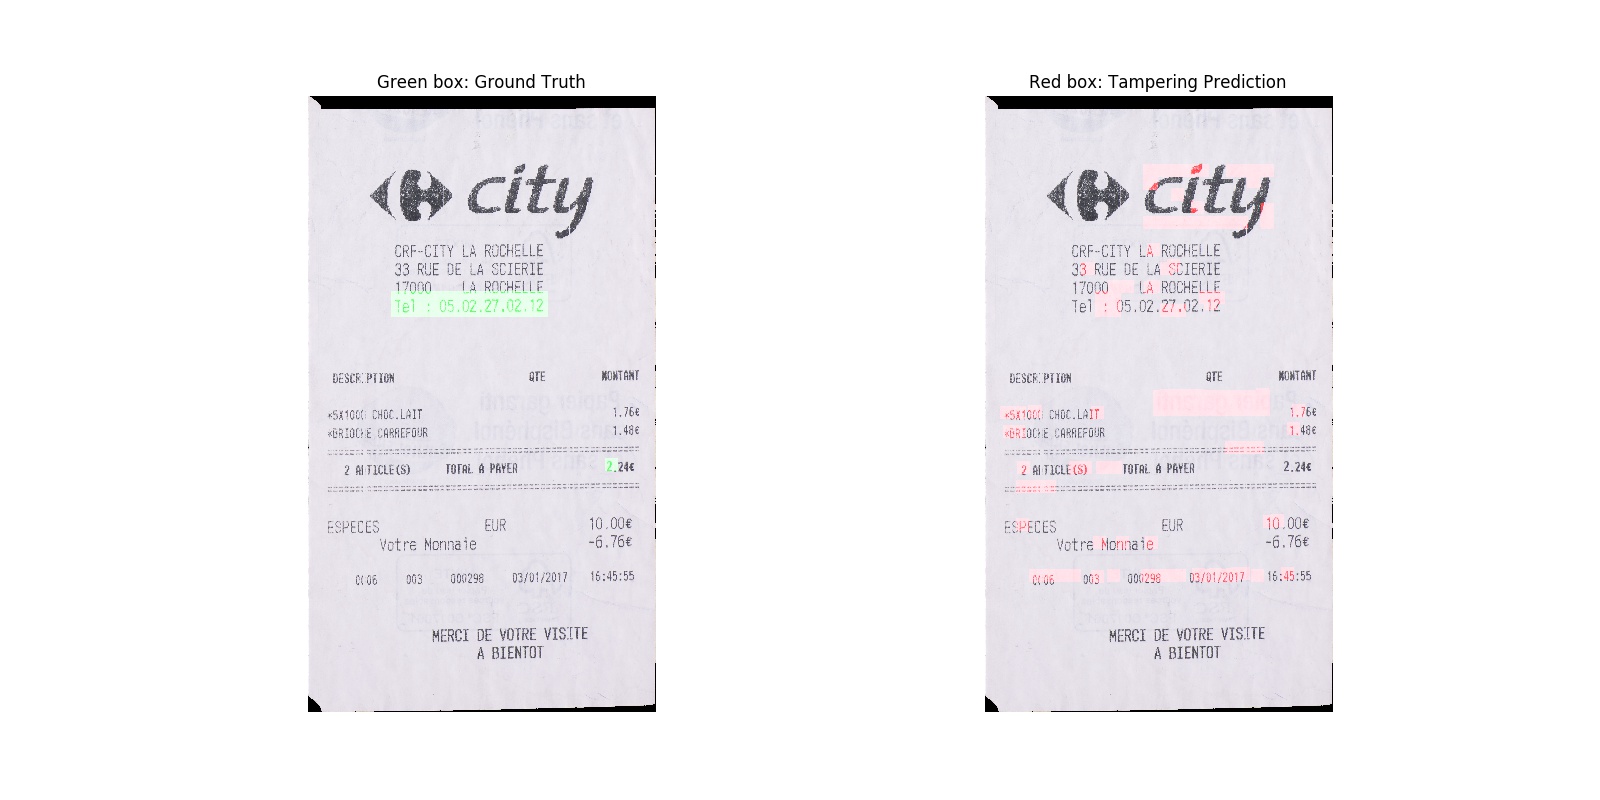 Green box: Ground Truth
city
CRF-CITY LA ROCHELLE
33 RUE DE LA SCIERIE
17000 LA ROCHELLE
Tel : 05.02.27.02.12
DESCR PTION QTE MONTANT
*5X100 CHOC.LAIT 1.76€
*BRIOCHE CARREFOUR 1.48€
2 ARTICLE(S) TOTAL A PAYER 2.24€
ESPECES EUR 10.00€
Votre Monnaie -6.76€
003 000298 03/01/2017 16:45:55
MERCI DE VOTRE VISITE
A BIENTOT
Red box: Tampering Prediction
city
CRF-CITY LA ROCHELLE
33 RUE DE LA SCIERIE
17000 LA ROCHELLE
Tel : 05.02.27.02.12
DESCR PTION QTE MONTANT
*5X100 CHOC.LAIT 1.76€
*BRIOCHE CARREFOUR 1.48€
2 ARTICLE(S) TOTAL A PAYER 2.24€
ESPECES EUR 10.00€
Votre Monnaie -6.76€
003 000298 03/01/2017 16:45:55
MERCI DE VOTRE VISITE
A BIENTOT